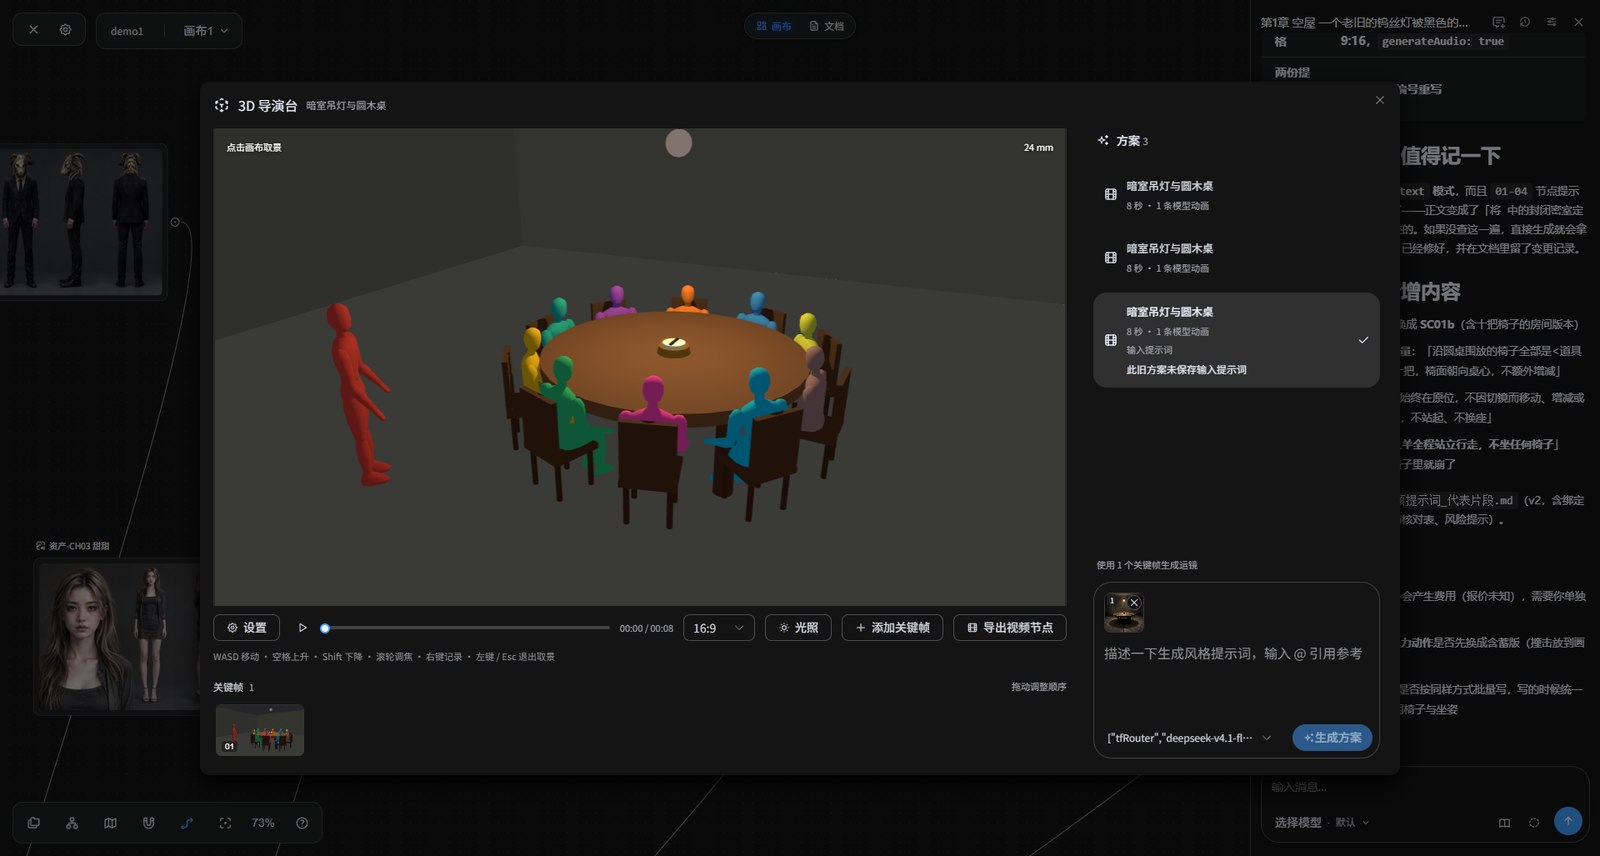 demo1
画布1
画布
文档
第1章 空屋 一个老旧的钨丝灯被黑色的...
格
9:16, generateAudio: true
两份提
编号重写
值得记一下
text 模式，而且 01-04 节点提示
——正文变成了「将 中的封闭密室定
的。如果没查这一遍，直接生成就会拿
已经修好，并在文档里留了变更记录。
增内容
换成 SC01b（含十把椅子的房间版本）
量：「沿圆桌围放的椅子全部是<道具
把，椅面朝向桌心，不额外增减」
始终在原位，不因切镜而移动、增减或
，不站起、不换座」
羊全程站立行走，不坐任何椅子」
子里就崩了
提示词_代表片段.md （v2，含绑定
核对表、风险提示）。
会产生费用（报价未知），需要你单独
力动作是否先换成含蓄版（撞击放到画
是否按同样方式批量写，写的时候统一
椅子与坐姿
输入消息...
选择模型 · 默认
3D 导演台
暗室吊灯与圆木桌
点击画布取景
24 mm
方案 3
暗室吊灯与圆木桌
8 秒 · 1 条模型动画
暗室吊灯与圆木桌
8 秒 · 1 条模型动画
暗室吊灯与圆木桌
8 秒 · 1 条模型动画
输入提示词
此旧方案未保存输入提示词
设置
00:00 / 00:08
16:9
光照
添加关键帧
导出视频节点
WASD 移动 · 空格上升 · Shift 下降 · 滚轮调焦 · 右键记录 · 左键 / Esc 退出取景
关键帧 1
拖动调整顺序
01
使用 1 个关键帧生成运镜
1
描述一下生成风格提示词，输入 @ 引用参考
["tfRouter","deepseek-v4.1-fl···
生成方案
资产-CH03 甜甜
73%